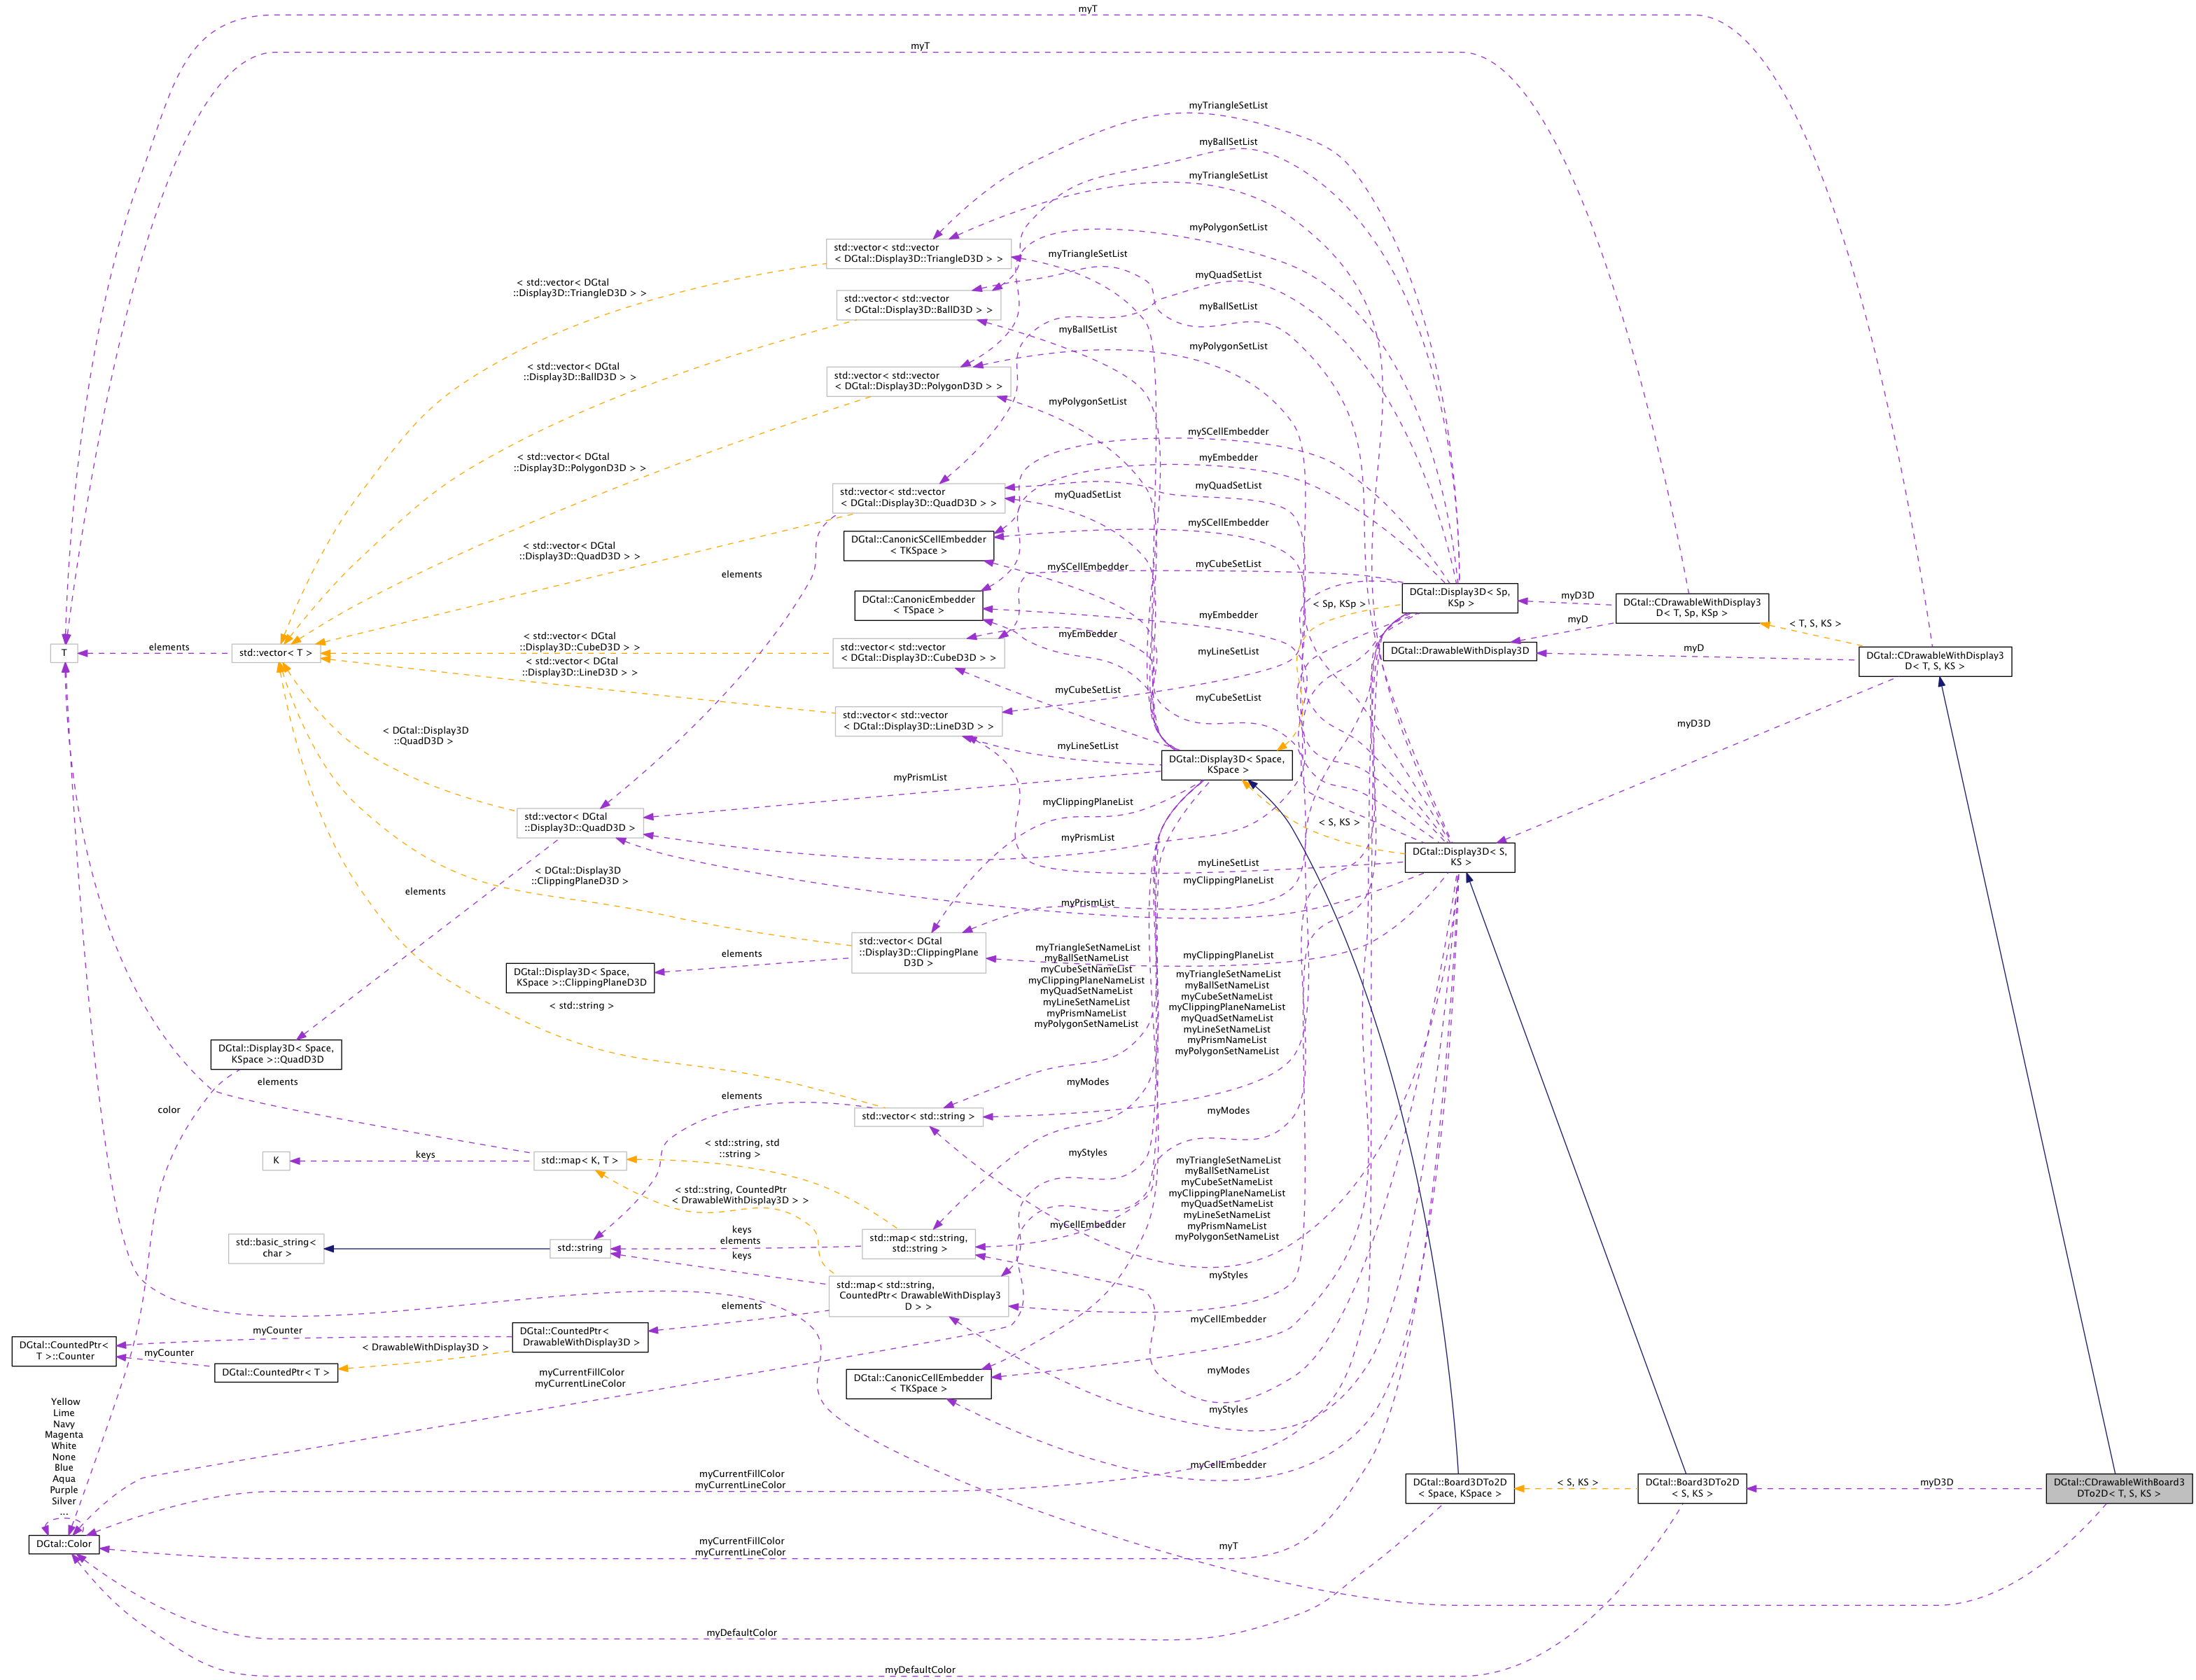 myT
myT
myTriangleSetList
myBallSetList
myTriangleSetList
myPolygonSetList
std::vector< std::vector
< DGtal::Display3D::TriangleD3D > >
myTriangleSetList
myQuadSetList
< std::vector< DGtal
::Display3D::TriangleD3D > >
std::vector< std::vector
< DGtal::Display3D::BallD3D > >
myBallSetList
myBallSetList
myPolygonSetList
< std::vector< DGtal
::Display3D::BallD3D > >
std::vector< std::vector
< DGtal::Display3D::PolygonD3D > >
myPolygonSetList
mySCellEmbedder
< std::vector< DGtal
::Display3D::PolygonD3D > >
myEmbedder
std::vector< std::vector
< DGtal::Display3D::QuadD3D > >
myQuadSetList
myQuadSetList
mySCellEmbedder
DGtal::CanonicSCellEmbedder
< TKSpace >
< std::vector< DGtal
::Display3D::QuadD3D > >
elements
mySCellEmbedder
myCubeSetList
DGtal::CanonicEmbedder
< TSpace >
< Sp, KSp >
DGtal::Display3D< Sp,
KSp >
myD3D
DGtal::CDrawableWithDisplay3
D< T, Sp, KSp >
myEmbedder
myD
< T, S, KS >
T
elements
std::vector< T >
< std::vector< DGtal
::Display3D::CubeD3D > >
std::vector< std::vector
< DGtal::Display3D::CubeD3D > >
myEmbedder
myLineSetList
DGtal::DrawableWithDisplay3D
myD
DGtal::CDrawableWithDisplay3
D< T, S, KS >
< std::vector< DGtal
::Display3D::LineD3D > >
myCubeSetList
myCubeSetList
std::vector< std::vector
< DGtal::Display3D::LineD3D > >
myD3D
< DGtal::Display3D
::QuadD3D >
myLineSetList
DGtal::Display3D< Space,
KSpace >
myPrismList
myClippingPlaneList
std::vector< DGtal
::Display3D::QuadD3D >
< S, KS >
myPrismList
DGtal::Display3D< S,
KS >
myLineSetList
< DGtal::Display3D
::ClippingPlaneD3D >
elements
myClippingPlaneList
myPrismList
std::vector< DGtal
::Display3D::ClippingPlane
D3D >
elements
DGtal::Display3D< Space,
KSpace >::ClippingPlaneD3D
myTriangleSetNameList
myBallSetNameList
myCubeSetNameList
myClippingPlaneNameList
myQuadSetNameList
myLineSetNameList
myPrismNameList
myPolygonSetNameList
myClippingPlaneList
myTriangleSetNameList
myBallSetNameList
myCubeSetNameList
myClippingPlaneNameList
myQuadSetNameList
myLineSetNameList
myPrismNameList
myPolygonSetNameList
< std::string >
DGtal::Display3D< Space,
KSpace >::QuadD3D
elements
myModes
color
elements
std::vector< std::string >
myModes
< std::string, std
::string >
K
keys
std::map< K, T >
myStyles
myTriangleSetNameList
myBallSetNameList
myCubeSetNameList
myClippingPlaneNameList
myQuadSetNameList
myLineSetNameList
myPrismNameList
myPolygonSetNameList
< std::string, CountedPtr
< DrawableWithDisplay3D > >
myCellEmbedder
std::basic_string<
char >
std::string
keys
elements
keys
std::map< std::string,
std::string >
std::map< std::string,
CountedPtr< DrawableWithDisplay3
D > >
myStyles
elements
myCellEmbedder
DGtal::CountedPtr<
T >::Counter
myCounter
myCounter
DGtal::CountedPtr<
DrawableWithDisplay3D >
< DrawableWithDisplay3D >
DGtal::CountedPtr< T >
myCurrentFillColor
myCurrentLineColor
DGtal::CanonicCellEmbedder
< TKSpace >
myModes
myStyles
Yellow
Lime
Navy
Magenta
White
None
Blue
Aqua
Purple
Silver
...
myCellEmbedder
myCurrentFillColor
myCurrentLineColor
DGtal::Board3DTo2D
< Space, KSpace >
< S, KS >
DGtal::Board3DTo2D
< S, KS >
myD3D
DGtal::CDrawableWithBoard3
DTo2D< T, S, KS >
DGtal::Color
myCurrentFillColor
myCurrentLineColor
myT
myDefaultColor
myDefaultColor